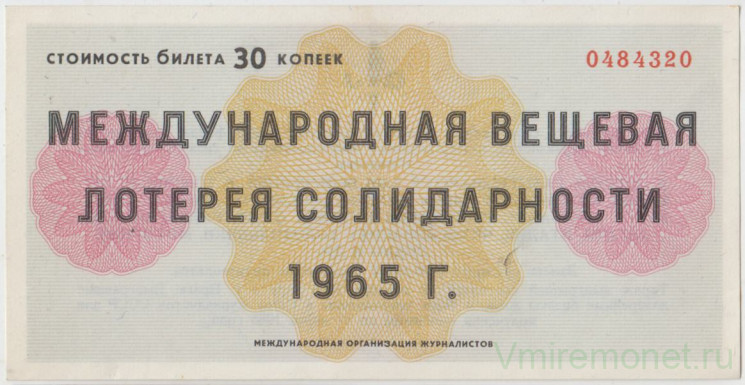 СТОИМОСТЬ БИЛЕТА 30 КОПЕЕК 0484320
МЕЖДУНАРОДНАЯ ВЕЩЕВАЯ
ЛОТЕРЕЯ СОЛИДАРНОСТИ
1965 Г.
МЕЖДУНАРОДНАЯ ОРГАНИЗАЦИЯ ЖУРНАЛИСТОВ
Vmiremonet.ru